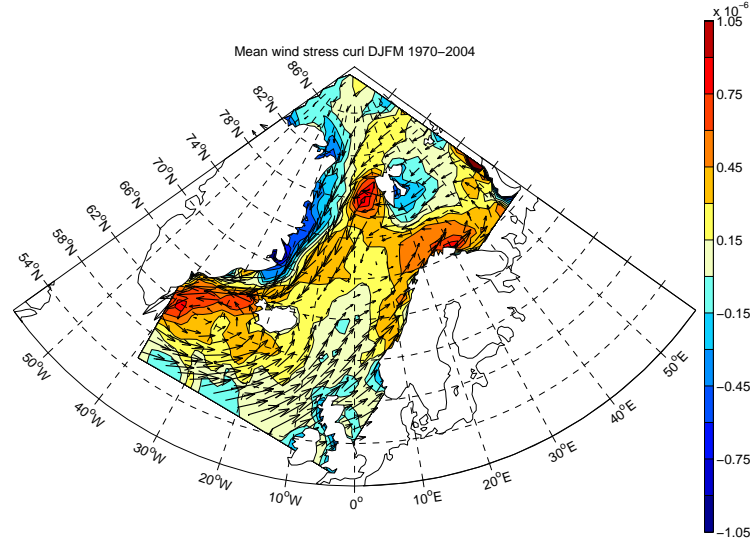 x 10⁻⁶
Mean wind stress curl DJFM 1970−2004
1.05
0.75
0.45
0.15
−0.15
−0.45
−0.75
−1.05
86°N
82°N
78°N
74°N
70°N
66°N
62°N
58°N
54°N
50°W
40°W
30°W
20°W
10°W
0°
10°E
20°E
30°E
40°E
50°E